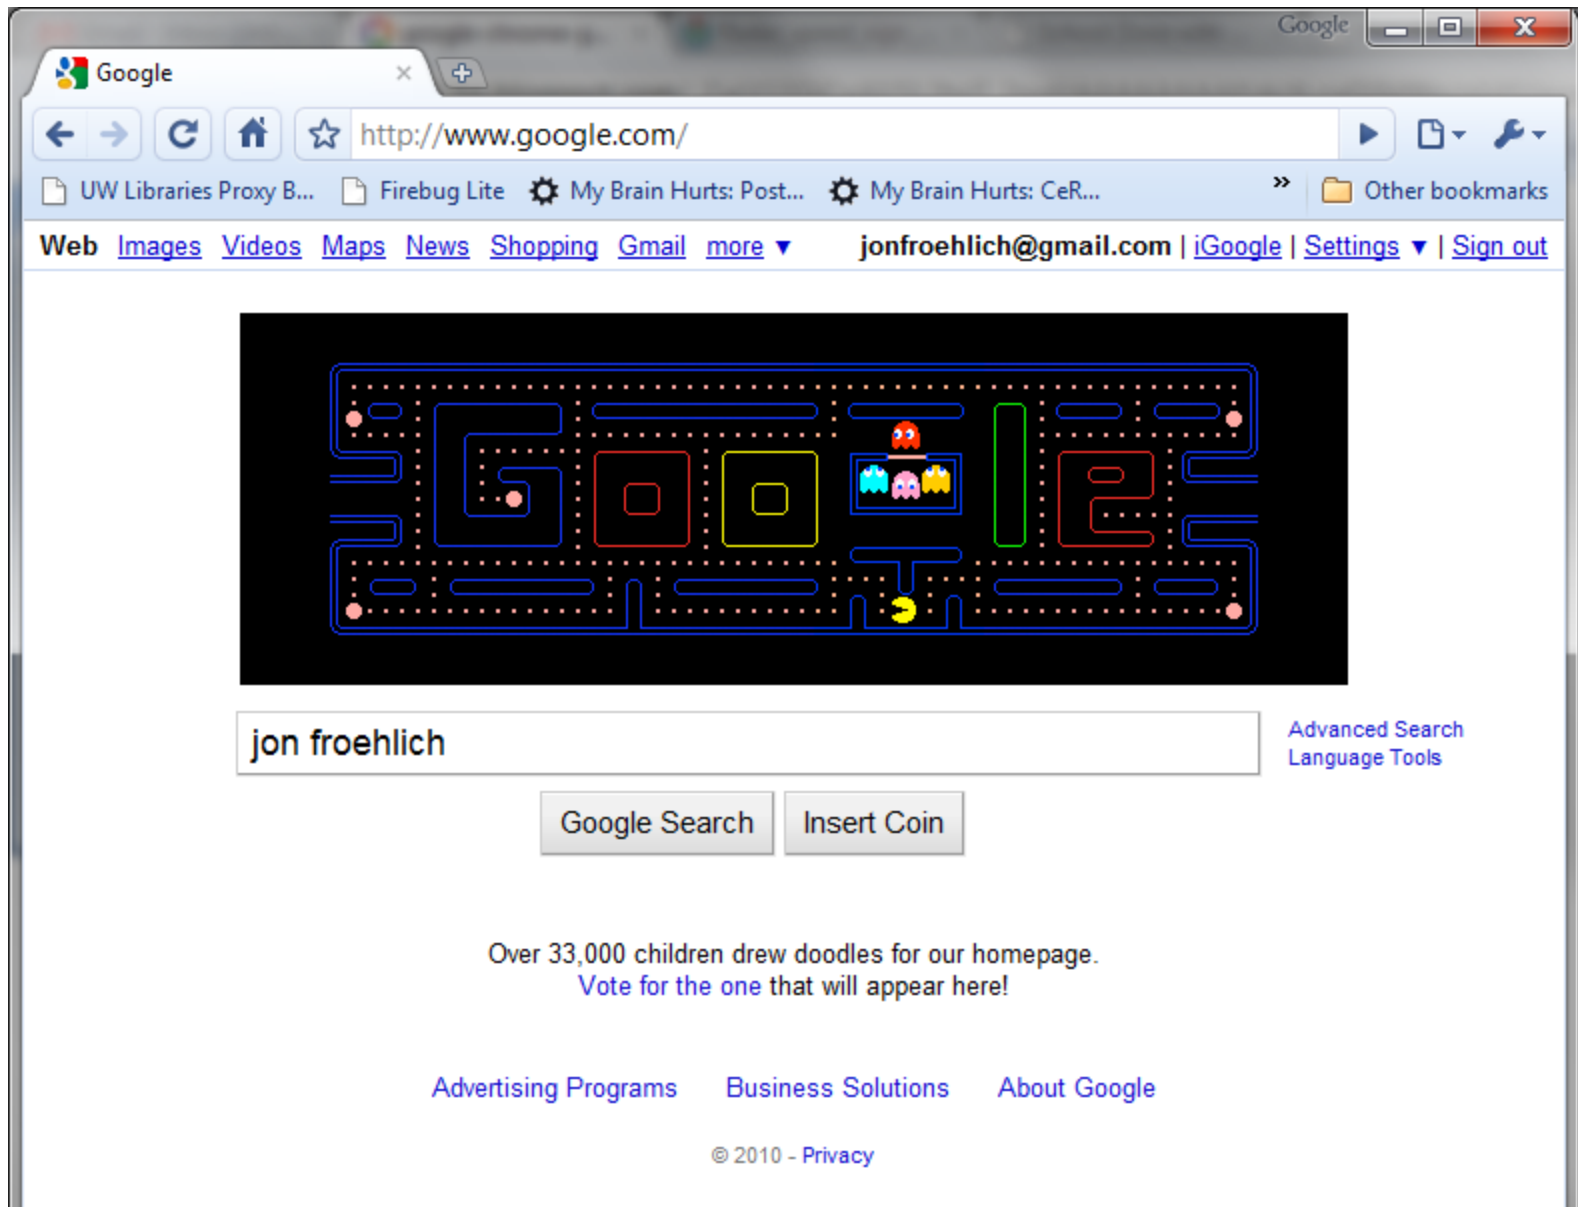 Google
Google
http://www.google.com/
UW Libraries Proxy B... Firebug Lite My Brain Hurts: Post... My Brain Hurts: CeR... » Other bookmarks
Web Images Videos Maps News Shopping Gmail more ▼ jonfroehlich@gmail.com | iGoogle | Settings ▼ | Sign out
jon froehlich
Advanced Search
Language Tools
Google Search Insert Coin
Over 33,000 children drew doodles for our homepage.
Vote for the one that will appear here!
Advertising Programs Business Solutions About Google
© 2010 - Privacy